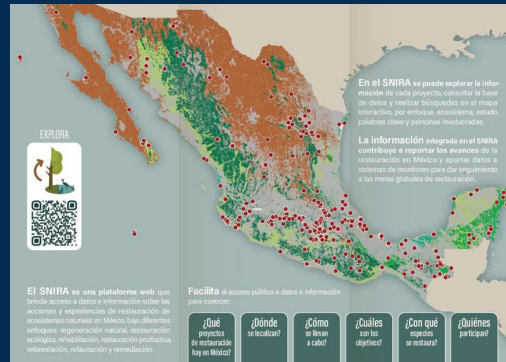 En el SNIRA se puede explorar la infor-
mación de cada proyecto, consultar la base
de datos y realizar búsquedas en el mapa
interactivo, por enfoque, ecosistema, estado,
palabras clave y personas involucradas.
La información integrada en el SNIRA
contribuye a reportar los avances de la
restauración en México y aportar datos a
sistemas de monitoreo para dar seguimiento
a las metas globales de restauración.
EXPLORA
El SNIRA es una plataforma web que
brinda acceso a datos e información sobre las
acciones y experiencias de restauración de
ecosistemas naturales en México, bajo diferentes
enfoques: regeneración natural, restauración
ecológica, rehabilitación, restauración productiva,
reforestación, refaunación y remediación.
Facilita el acceso público a datos e información
para conocer:
¿Qué
proyectos
de restauración
hay en México?
¿Dónde
se localizan?
¿Cómo
se llevan
a cabo?
¿Cuáles
son los
objetivos?
¿Con qué
especies
se restaura?
¿Quiénes
participan?